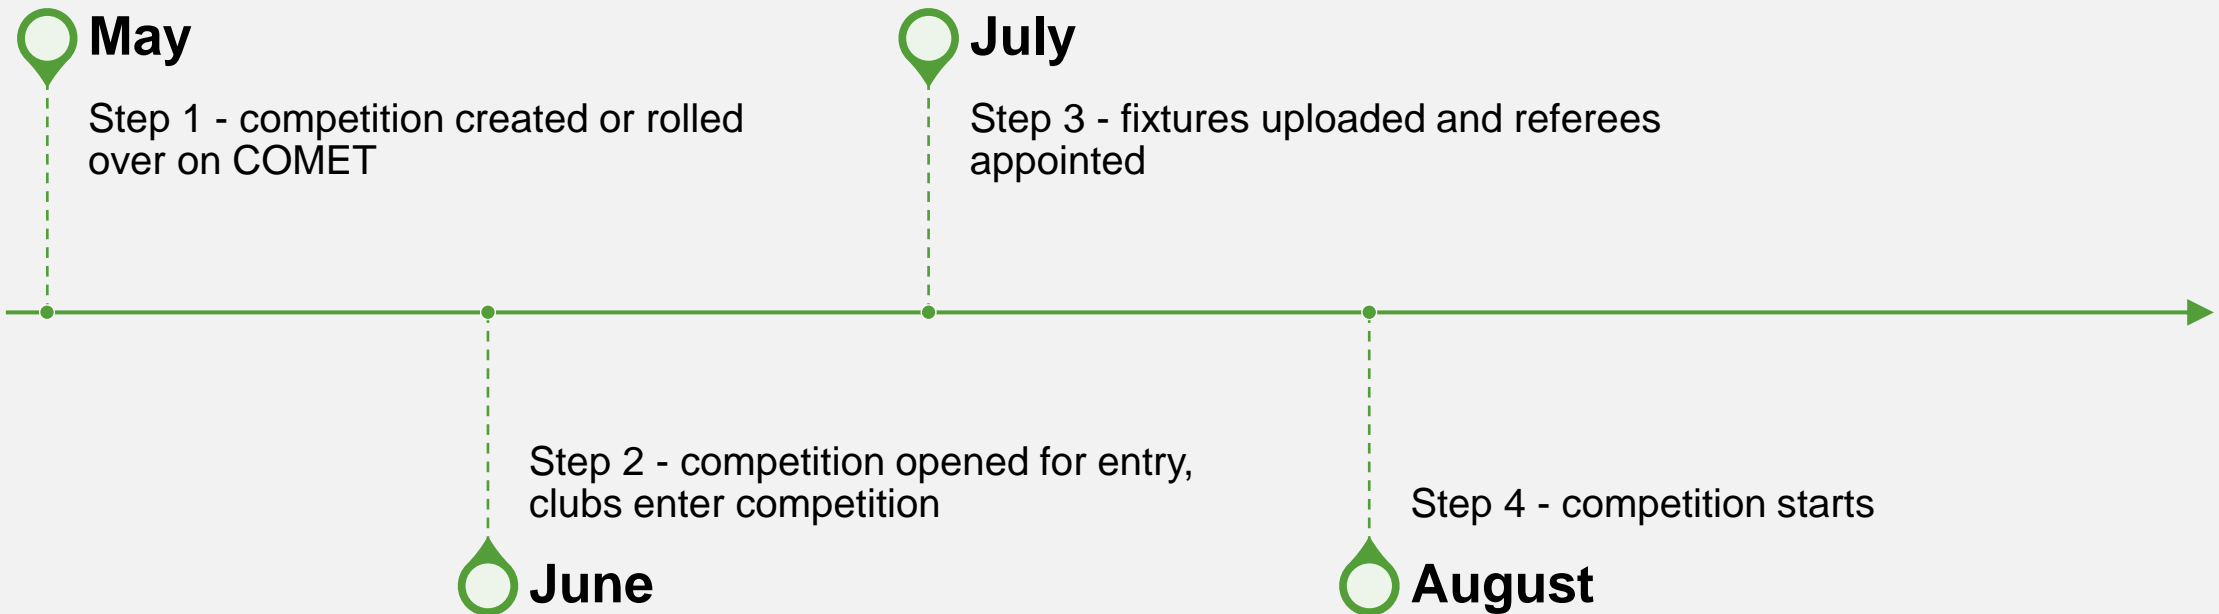 May
Step 1 - competition created or rolled
over on COMET
June
Step 2 - competition opened for entry,
clubs enter competition
July
Step 3 - fixtures uploaded and referees
appointed
August
Step 4 - competition starts